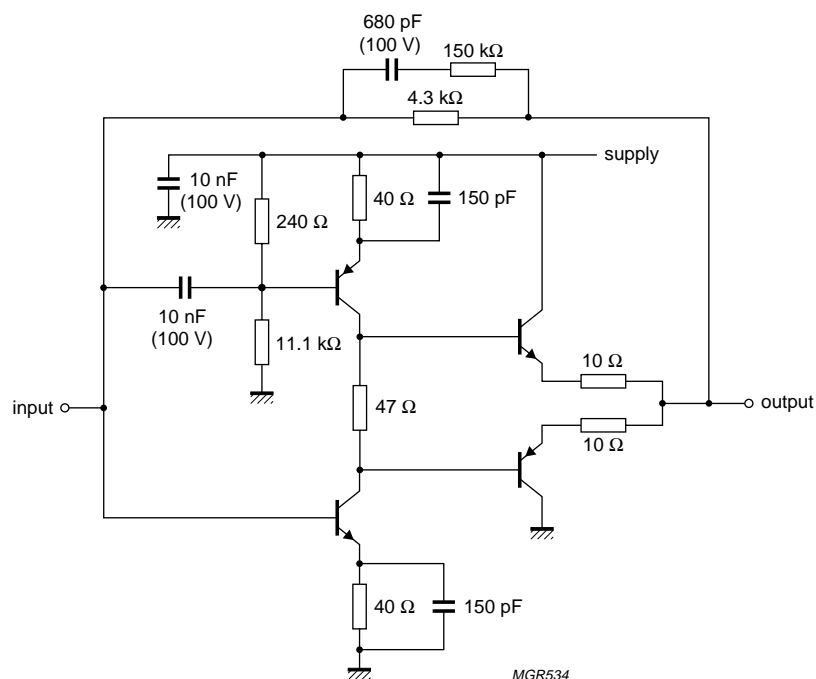 680 pF
(100 V)
150 kΩ
4.3 kΩ
supply
10 nF
(100 V)
40 Ω
150 pF
240 Ω
10 nF
(100 V)
11.1 kΩ
10 Ω
input
47 Ω
output
10 Ω
40 Ω
150 pF
MGR534